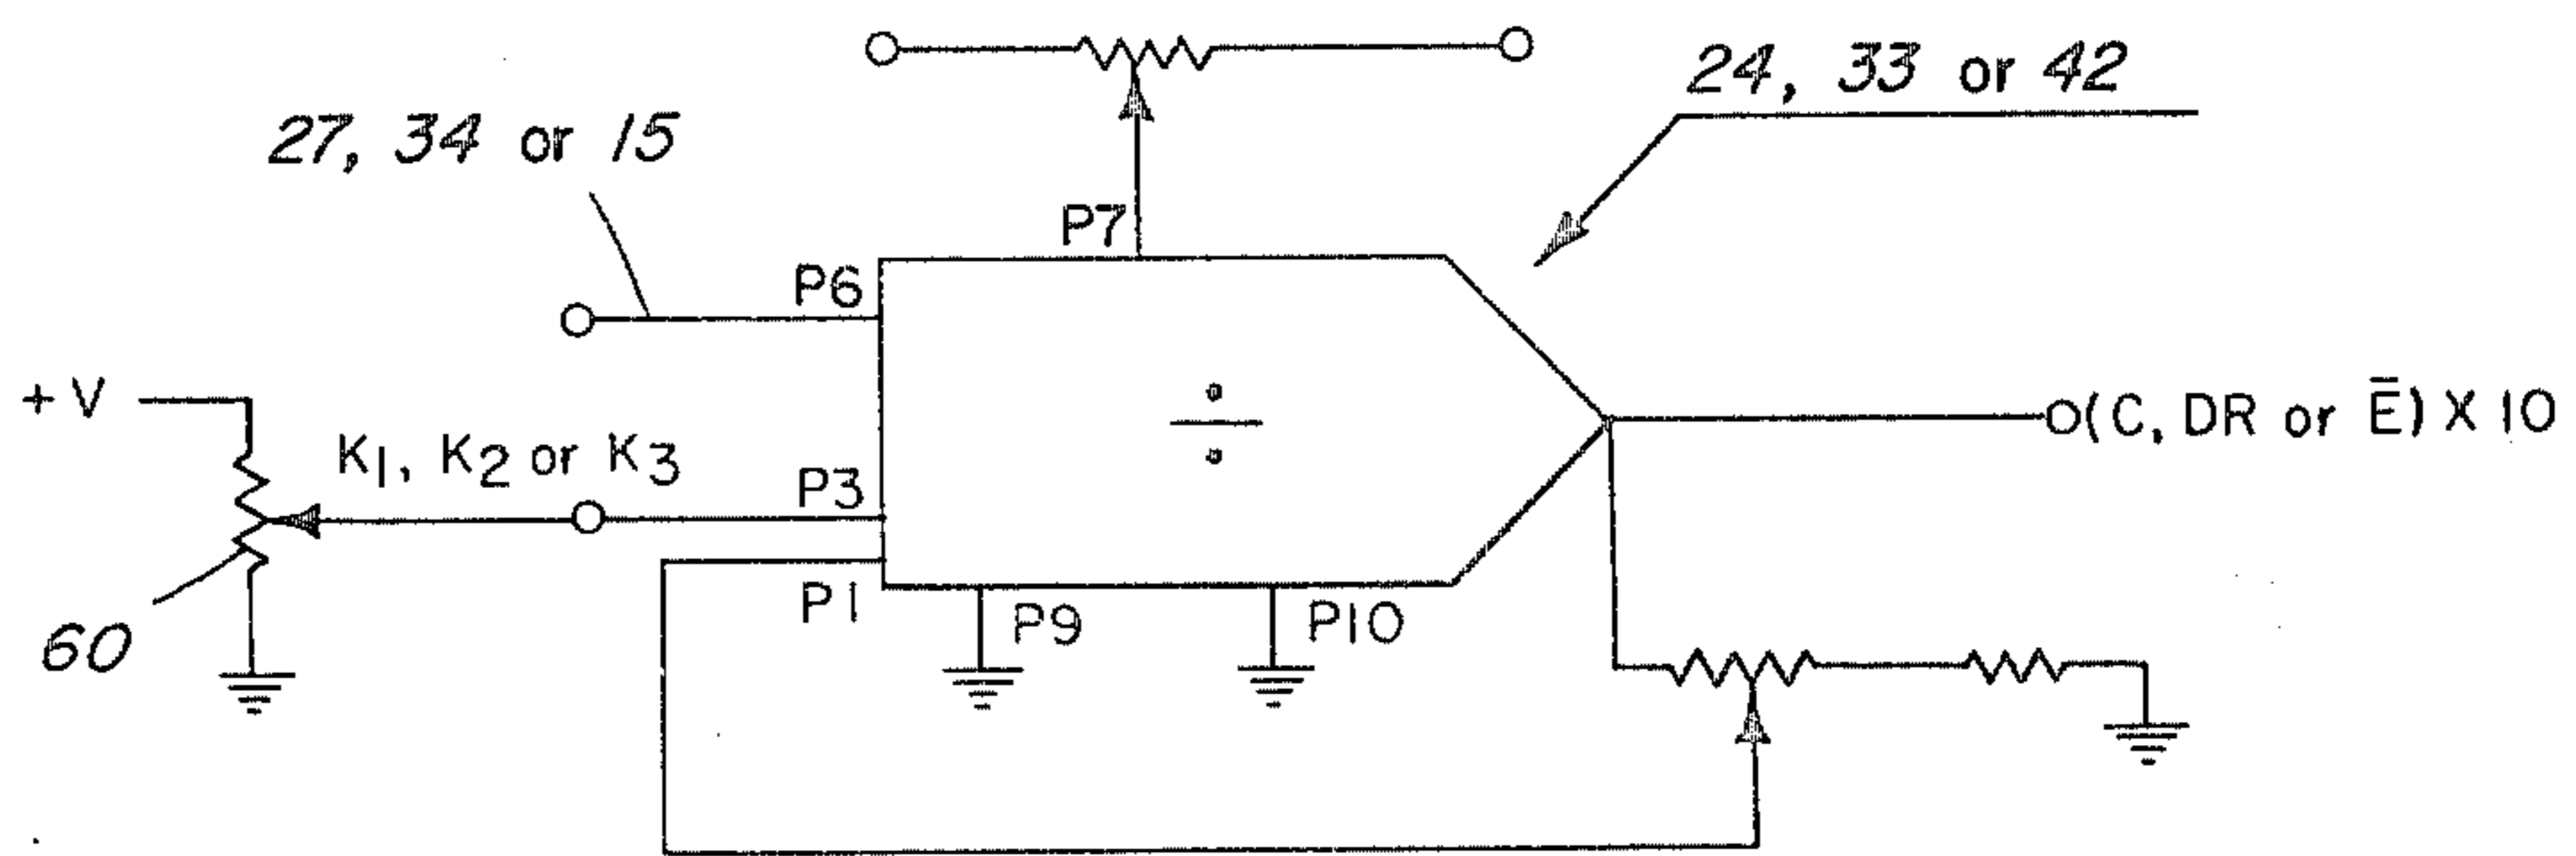 24, 33 or 42
27, 34 or 15
P7
P6
+ V
(C, DR or E̅) X 10
÷
K1, K2 or K3
P3
P1
P9
P10
60